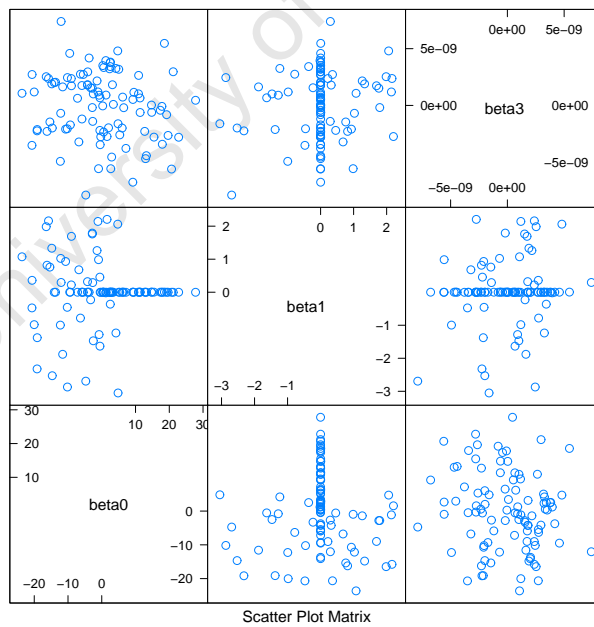 0e+00 5e-09
5e-09
0e+00 beta3 0e+00
−5e-09
−5e-09 0e+00
0 1 2
2
1
0
beta1
−1
−2
−3
−3 −2 −1
30
20
10
10 20 30
beta0
0
−10
−20
−20 −10 0
Scatter Plot Matrix
University of